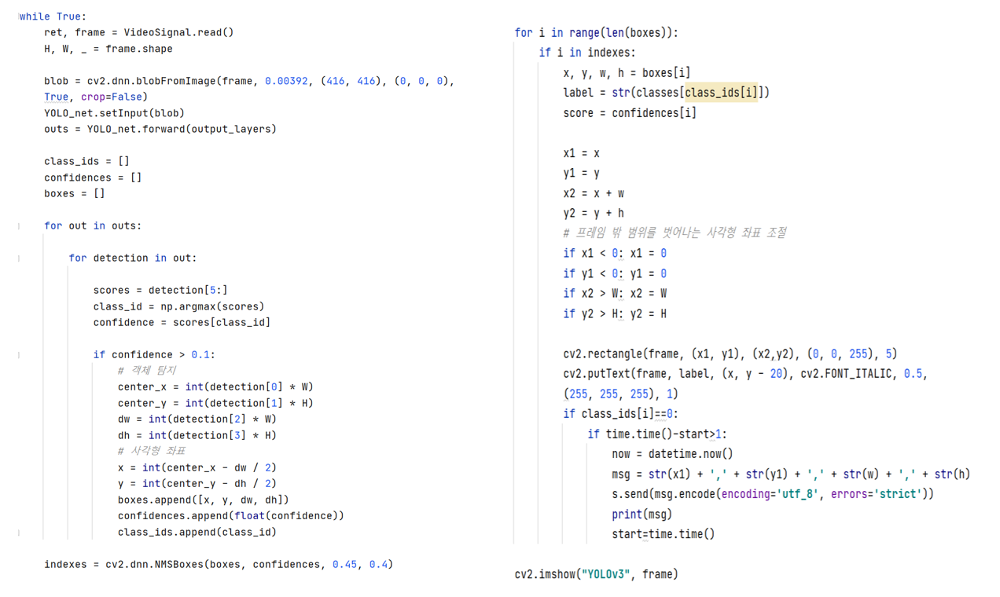 while True:
    ret, frame = VideoSignal.read()
    H, W, _ = frame.shape
    blob = cv2.dnn.blobFromImage(frame, 0.00392, (416, 416), (0, 0, 0),
    True, crop=False)
    YOLO_net.setInput(blob)
    outs = YOLO_net.forward(output_layers)
    class_ids = []
    confidences = []
    boxes = []
    for out in outs:
        for detection in out:
            scores = detection[5:]
            class_id = np.argmax(scores)
            confidence = scores[class_id]
            if confidence > 0.1:
                # 객체 탐지
                center_x = int(detection[0] * W)
                center_y = int(detection[1] * H)
                dw = int(detection[2] * W)
                dh = int(detection[3] * H)
                # 사각형 좌표
                x = int(center_x - dw / 2)
                y = int(center_y - dh / 2)
                boxes.append([x, y, dw, dh])
                confidences.append(float(confidence))
                class_ids.append(class_id)
    indexes = cv2.dnn.NMSBoxes(boxes, confidences, 0.45, 0.4)
for i in range(len(boxes)):
    if i in indexes:
        x, y, w, h = boxes[i]
        label = str(classes[class_ids[i]])
        score = confidences[i]
        x1 = x
        y1 = y
        x2 = x + w
        y2 = y + h
        # 프레임 밖 범위를 벗어나는 사각형 좌표 조절
        if x1 < 0: x1 = 0
        if y1 < 0: y1 = 0
        if x2 > W: x2 = W
        if y2 > H: y2 = H
        cv2.rectangle(frame, (x1, y1), (x2,y2), (0, 0, 255), 5)
        cv2.putText(frame, label, (x, y - 20), cv2.FONT_ITALIC, 0.5,
        (255, 255, 255), 1)
        if class_ids[i]==0:
            if time.time()-start>1:
                now = datetime.now()
                msg = str(x1) + ',' + str(y1) + ',' + str(w) + ',' + str(h)
                s.send(msg.encode(encoding='utf_8', errors='strict'))
                print(msg)
                start=time.time()
cv2.imshow("YOLOv3", frame)